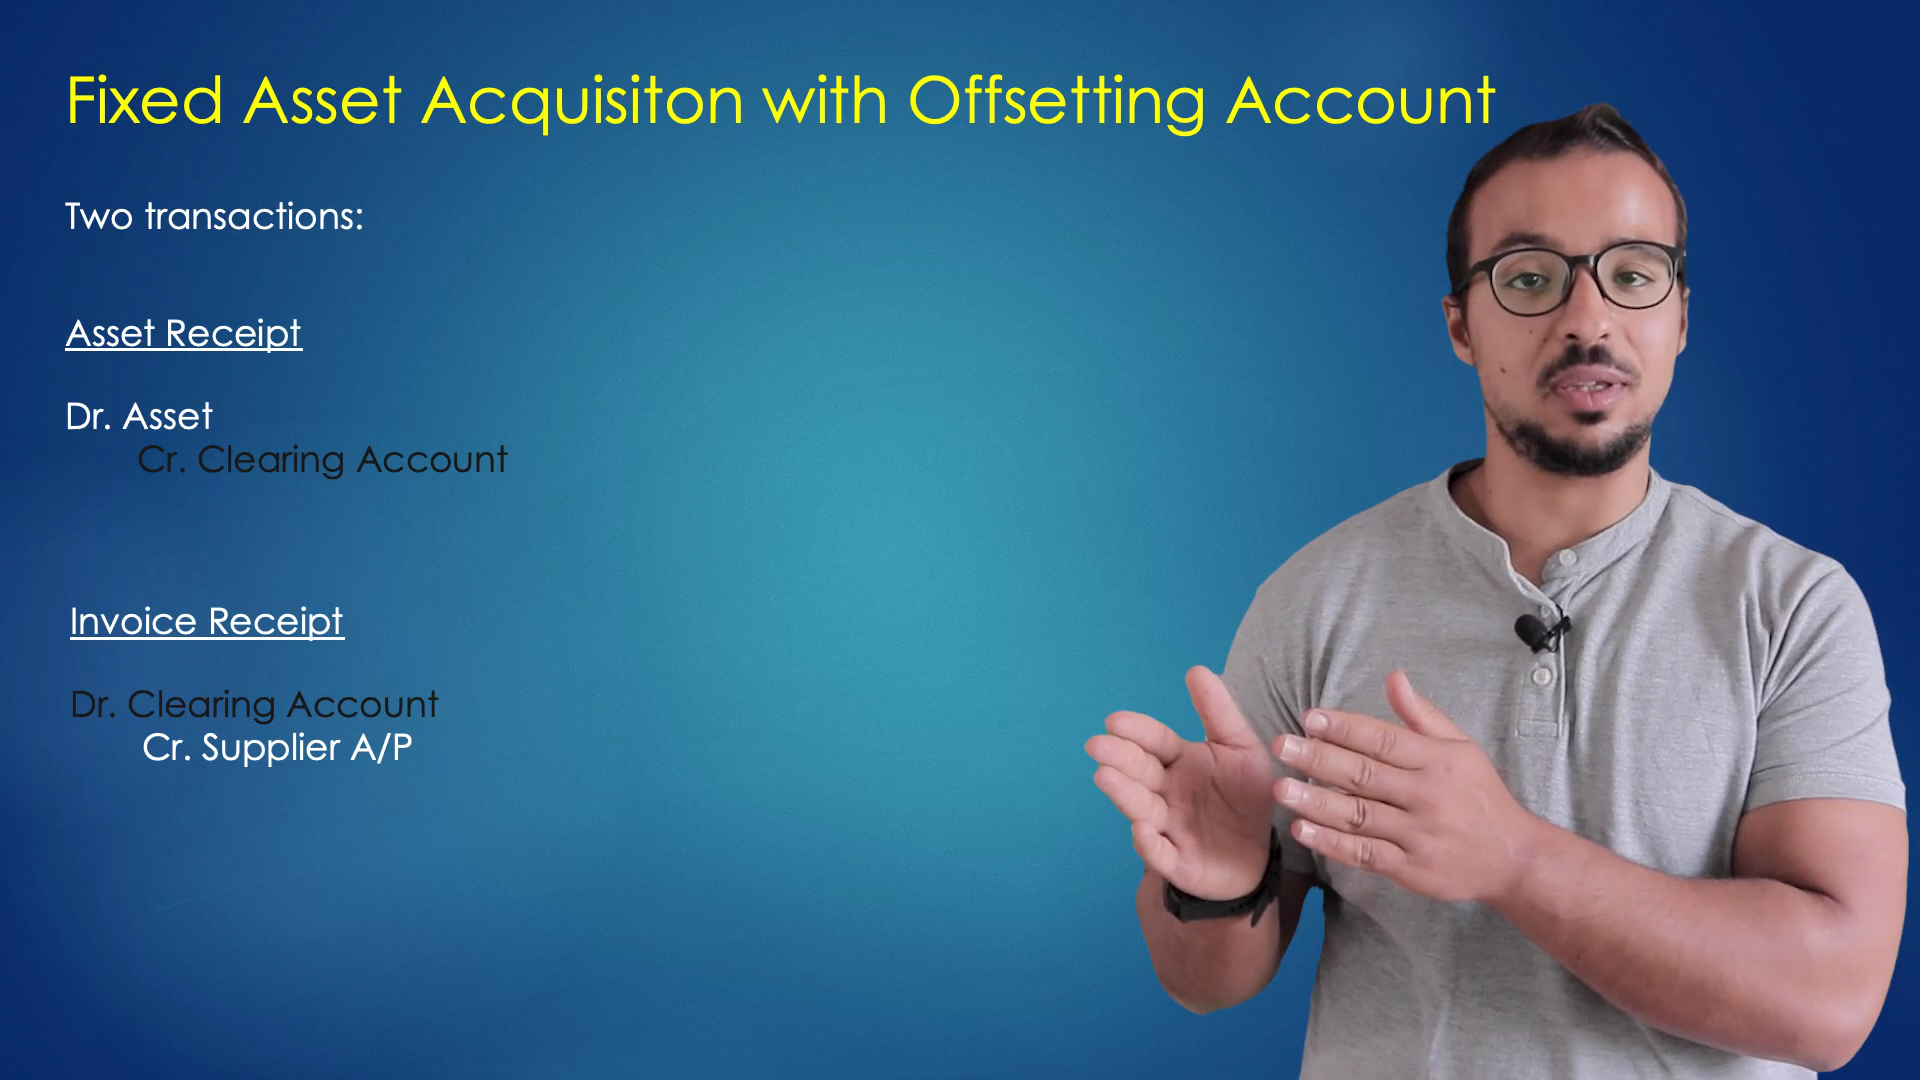 Fixed Asset Acquisiton with Offsetting Account
Two transactions:
Asset Receipt
Dr. Asset
Cr. Clearing Account
Invoice Receipt
Dr. Clearing Account
Cr. Supplier A/P